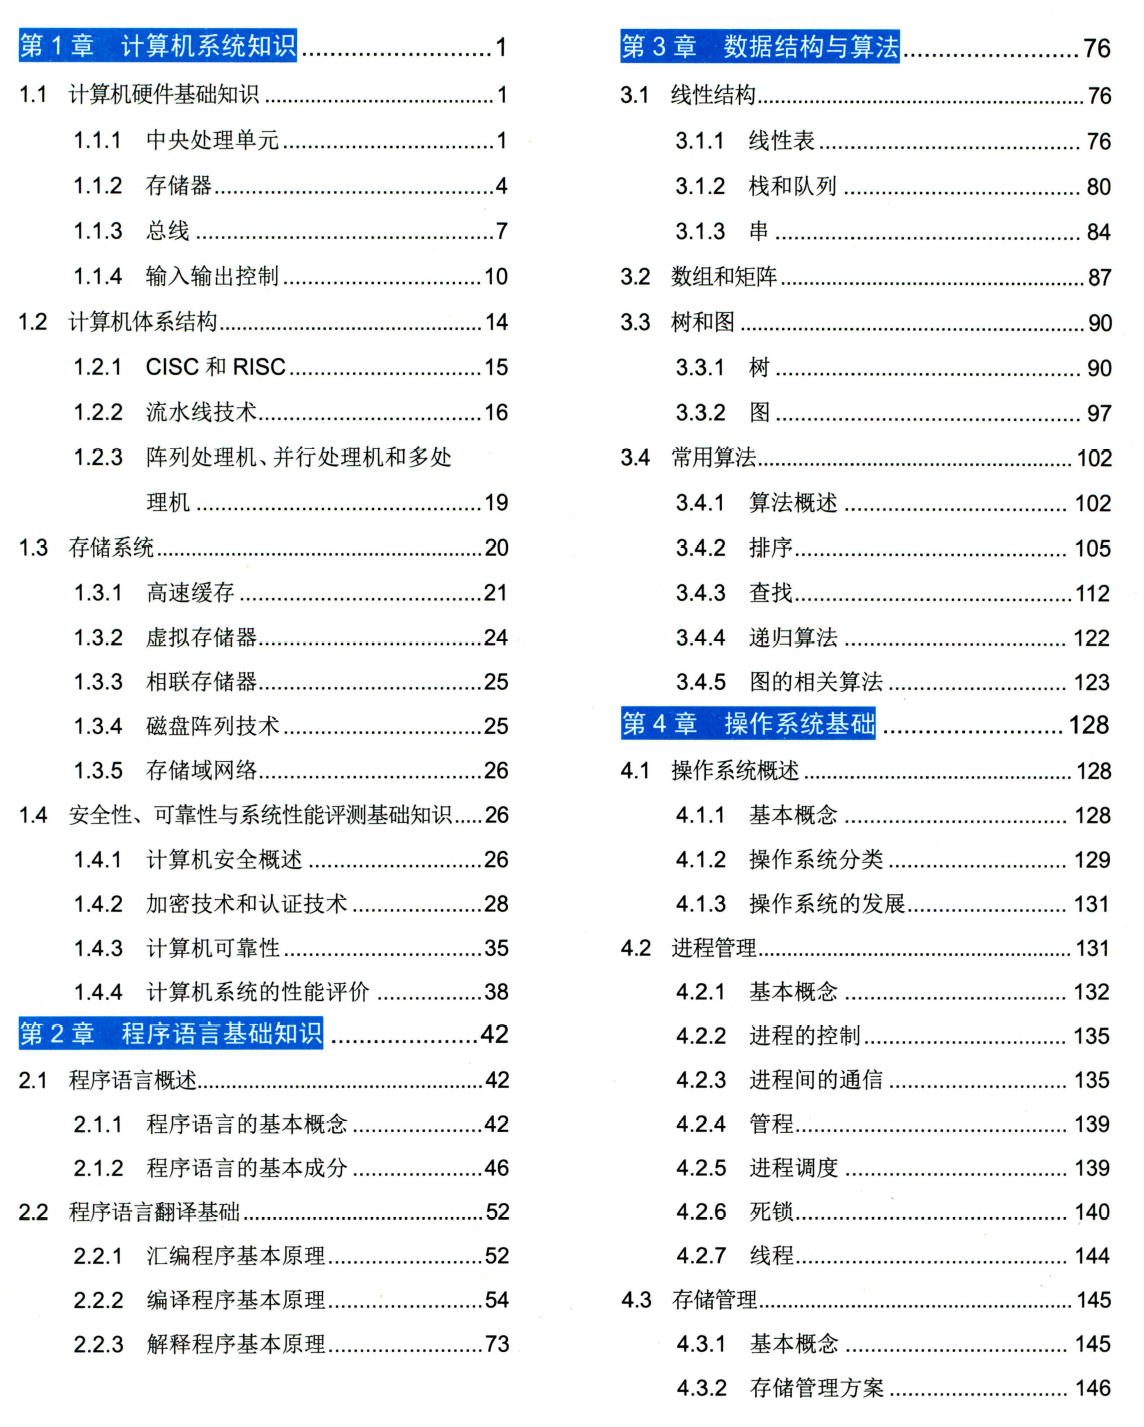 第 1 章　计算机系统知识...........................1
1.1　计算机硬件基础知识....................................1
1.1.1　中央处理单元..................................1
1.1.2　存储器.............................................4
1.1.3　总线................................................7
1.1.4　输入输出控制................................10
1.2　计算机体系结构..........................................14
1.2.1　CISC 和 RISC...............................15
1.2.2　流水线技术....................................16
1.2.3　阵列处理机、并行处理机和多处
理机..............................................19
1.3　存储系统....................................................20
1.3.1　高速缓存.......................................21
1.3.2　虚拟存储器....................................24
1.3.3　相联存储器....................................25
1.3.4　磁盘阵列技术................................25
1.3.5　存储域网络....................................26
1.4　安全性、可靠性与系统性能评测基础知识.....26
1.4.1　计算机安全概述............................26
1.4.2　加密技术和认证技术.....................28
1.4.3　计算机可靠性................................35
1.4.4　计算机系统的性能评价.................38
第 2 章　程序语言基础知识.....................42
2.1　程序语言概述..............................................42
2.1.1　程序语言的基本概念.....................42
2.1.2　程序语言的基本成分.....................46
2.2　程序语言翻译基础......................................52
2.2.1　汇编程序基本原理.........................52
2.2.2　编译程序基本原理.........................54
2.2.3　解释程序基本原理.........................73
第 3 章　数据结构与算法.........................76
3.1　线性结构....................................................76
3.1.1　线性表..........................................76
3.1.2　栈和队列......................................80
3.1.3　串.................................................84
3.2　数组和矩阵................................................87
3.3　树和图.......................................................90
3.3.1　树.................................................90
3.3.2　图.................................................97
3.4　常用算法..................................................102
3.4.1　算法概述....................................102
3.4.2　排序............................................105
3.4.3　查找............................................112
3.4.4　递归算法....................................122
3.4.5　图的相关算法.............................123
第 4 章　操作系统基础..........................128
4.1　操作系统概述...........................................128
4.1.1　基本概念....................................128
4.1.2　操作系统分类.............................129
4.1.3　操作系统的发展..........................131
4.2　进程管理..................................................131
4.2.1　基本概念....................................132
4.2.2　进程的控制.................................135
4.2.3　进程间的通信.............................135
4.2.4　管程............................................139
4.2.5　进程调度....................................139
4.2.6　死锁............................................140
4.2.7　线程............................................144
4.3　存储管理..................................................145
4.3.1　基本概念....................................145
4.3.2　存储管理方案.............................146